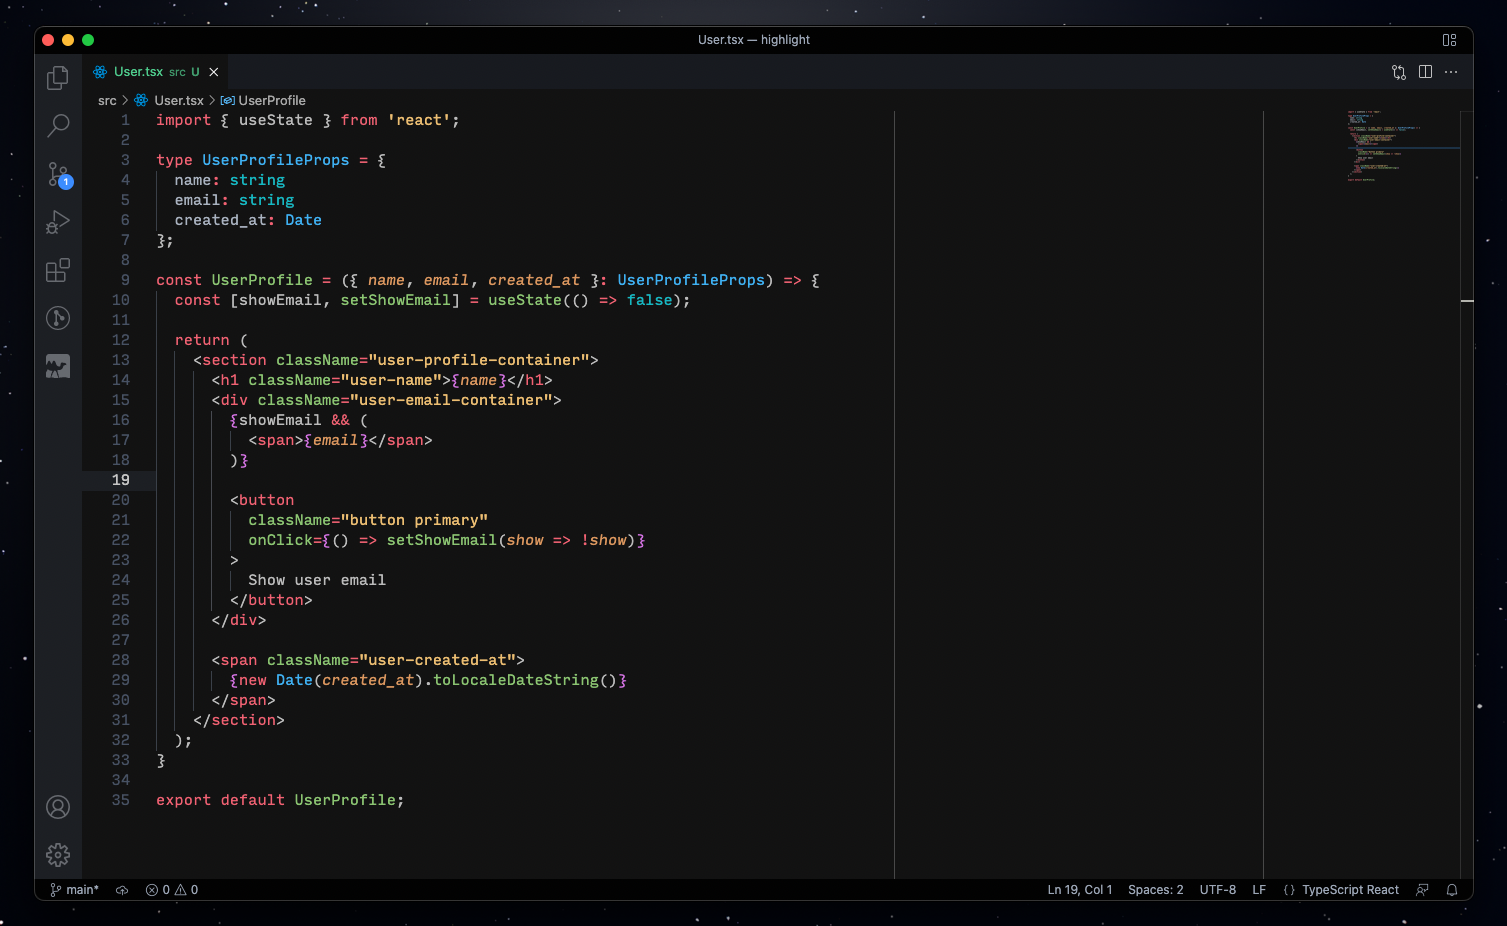 User.tsx — highlight
User.tsx src U
src > User.tsx > UserProfile
1 import { useState } from 'react';
2
3 type UserProfileProps = {
4 name: string
5 email: string
6 created_at: Date
7 };
8
9 const UserProfile = ({ name, email, created_at }: UserProfileProps) => {
10 const [showEmail, setShowEmail] = useState(() => false);
11
12 return (
13 <section className="user-profile-container">
14 <h1 className="user-name">{name}</h1>
15 <div className="user-email-container">
16 {showEmail && (
17 <span>{email}</span>
18 )}
19
20 <button
21 className="button primary"
22 onClick={() => setShowEmail(show => !show)}
23 >
24 Show user email
25 </button>
26 </div>
27
28 <span className="user-created-at">
29 {new Date(created_at).toLocaleDateString()}
30 </span>
31 </section>
32 );
33 }
34
35 export default UserProfile;
1
main* 0 0 Ln 19, Col 1 Spaces: 2 UTF-8 LF {} TypeScript React